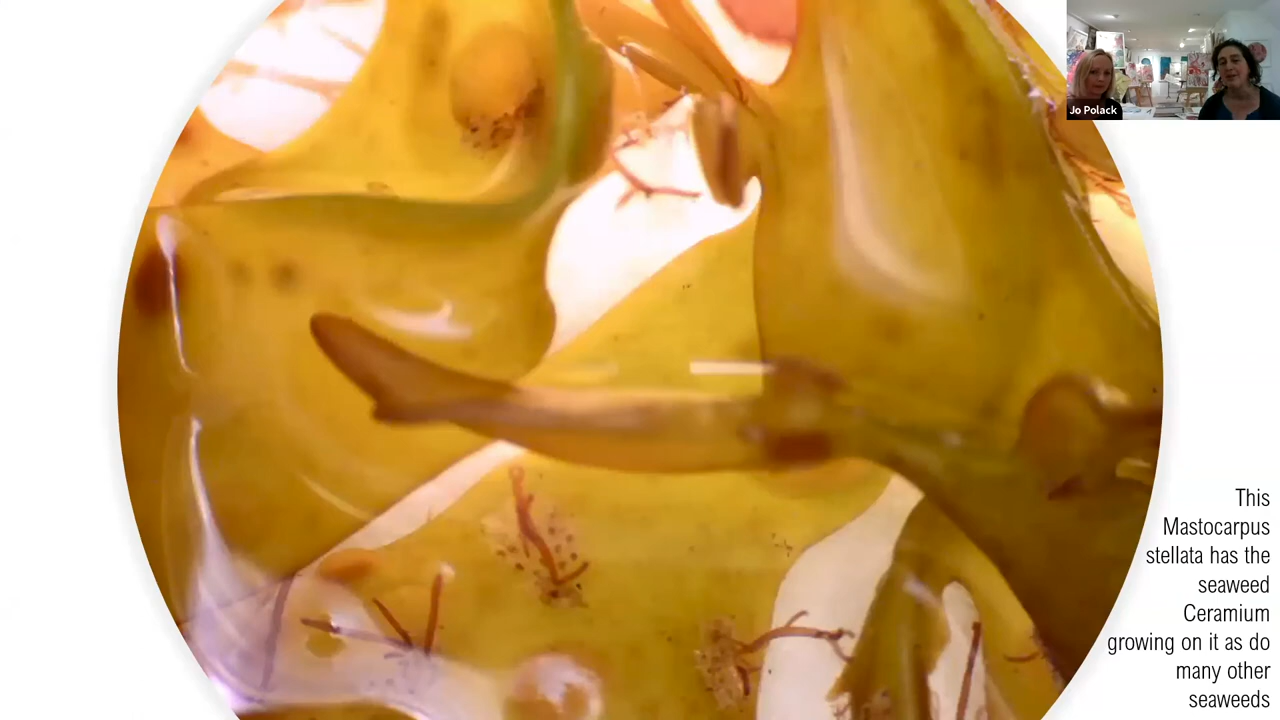 Jo Polack
This
Mastocarpus
stellata has the
seaweed
Ceramium
growing on it as do
many other
seaweeds